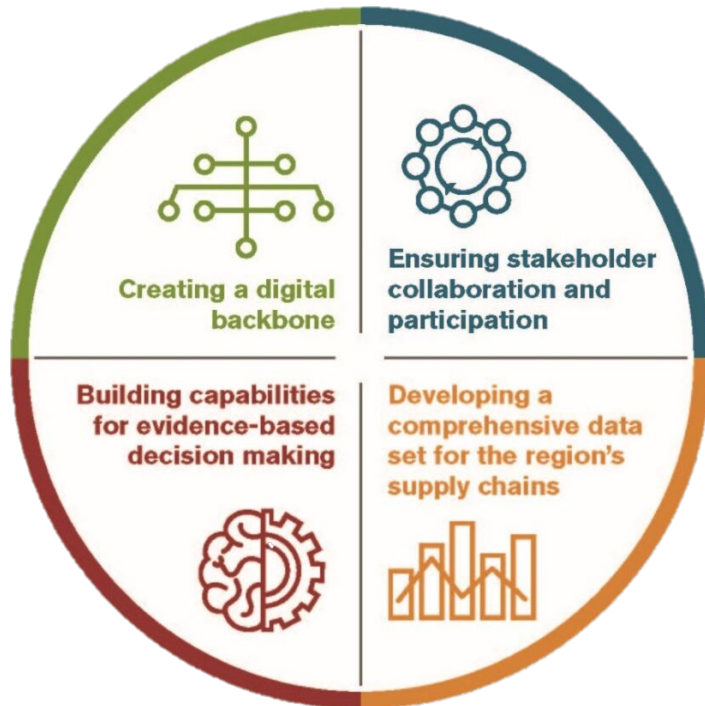 Creating a digital
backbone
Ensuring stakeholder
collaboration and
participation
Building capabilities
for evidence-based
decision making
Developing a
comprehensive data
set for the region's
supply chains